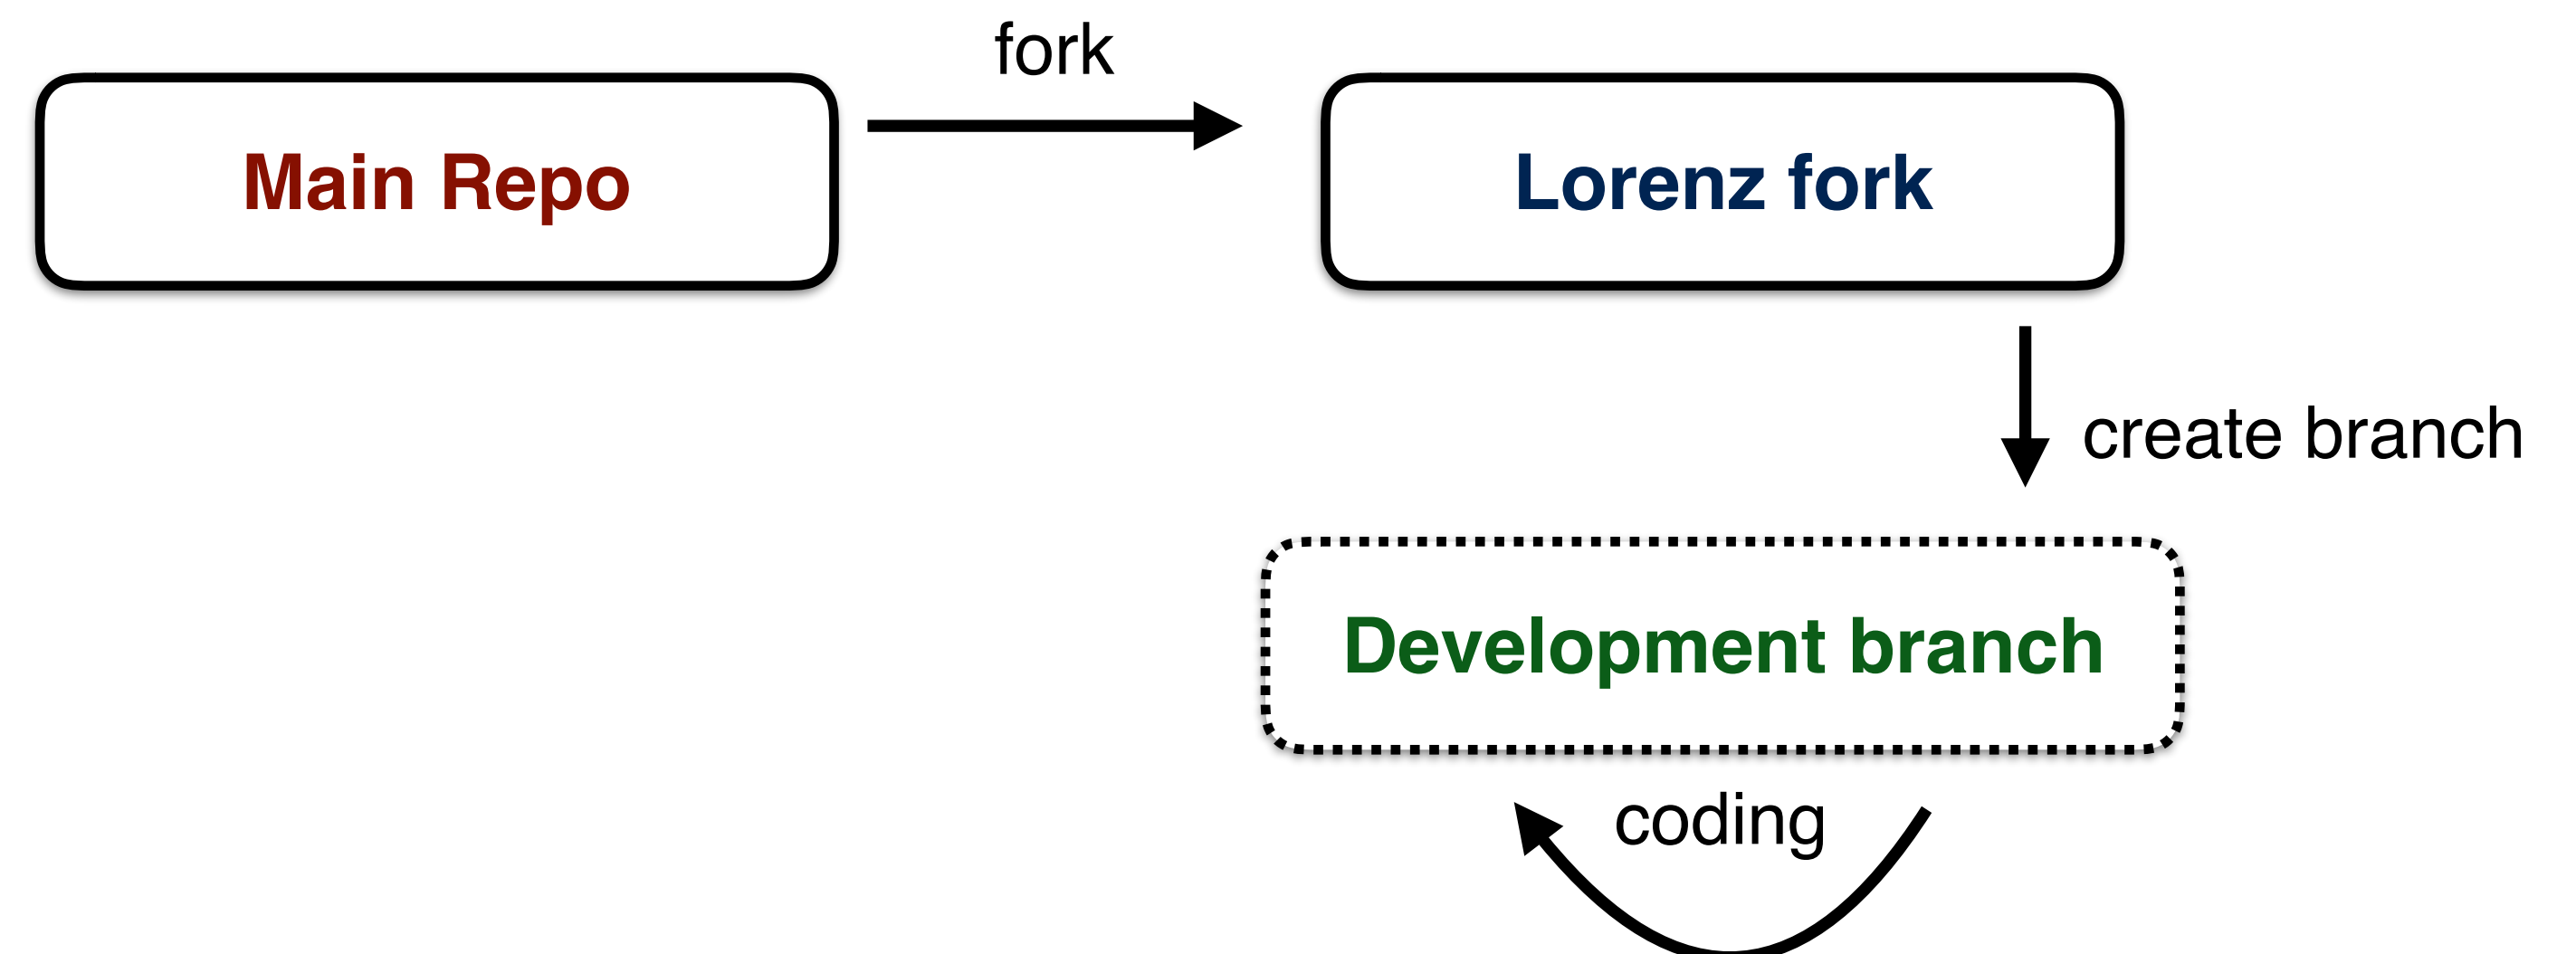 fork
Main Repo
Lorenz fork
create branch
Development branch
coding